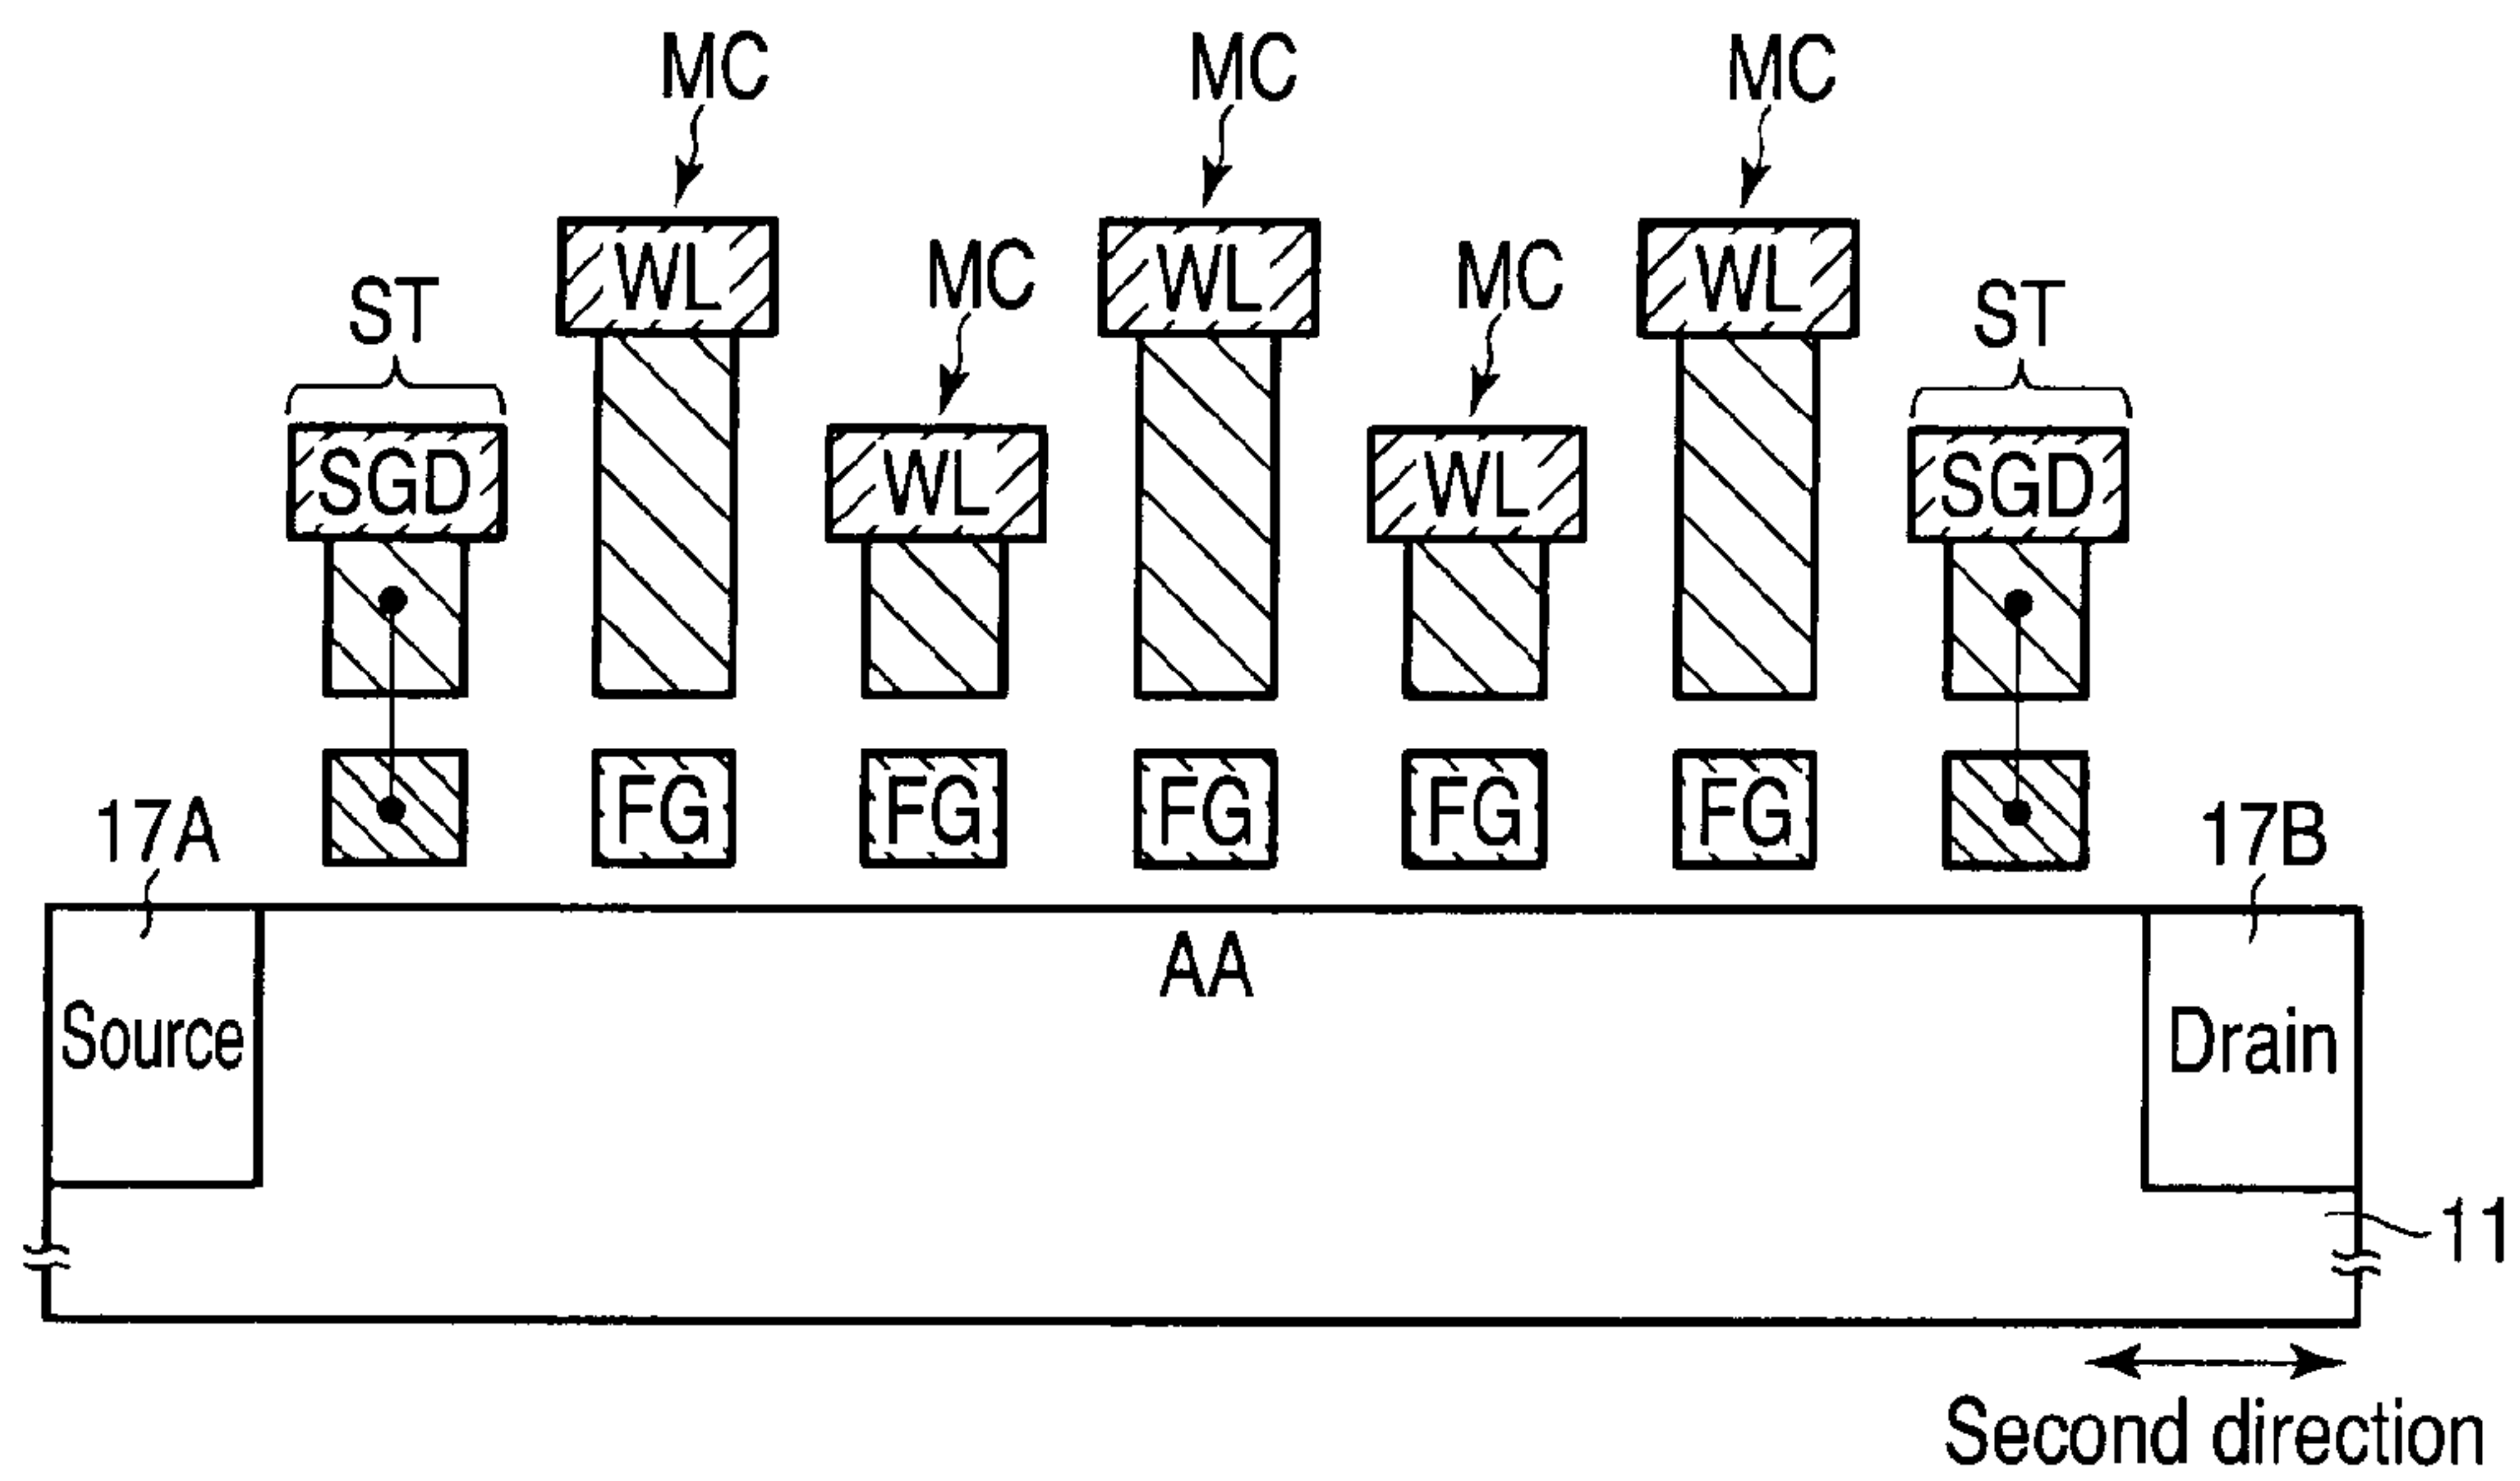 MC
MC
MC
WL
WL
WL
MC
MC
ST
ST
SGD
WL
WL
SGD
FG
FG
FG
FG
FG
17A
17B
AA
Source
Drain
11
Second direction